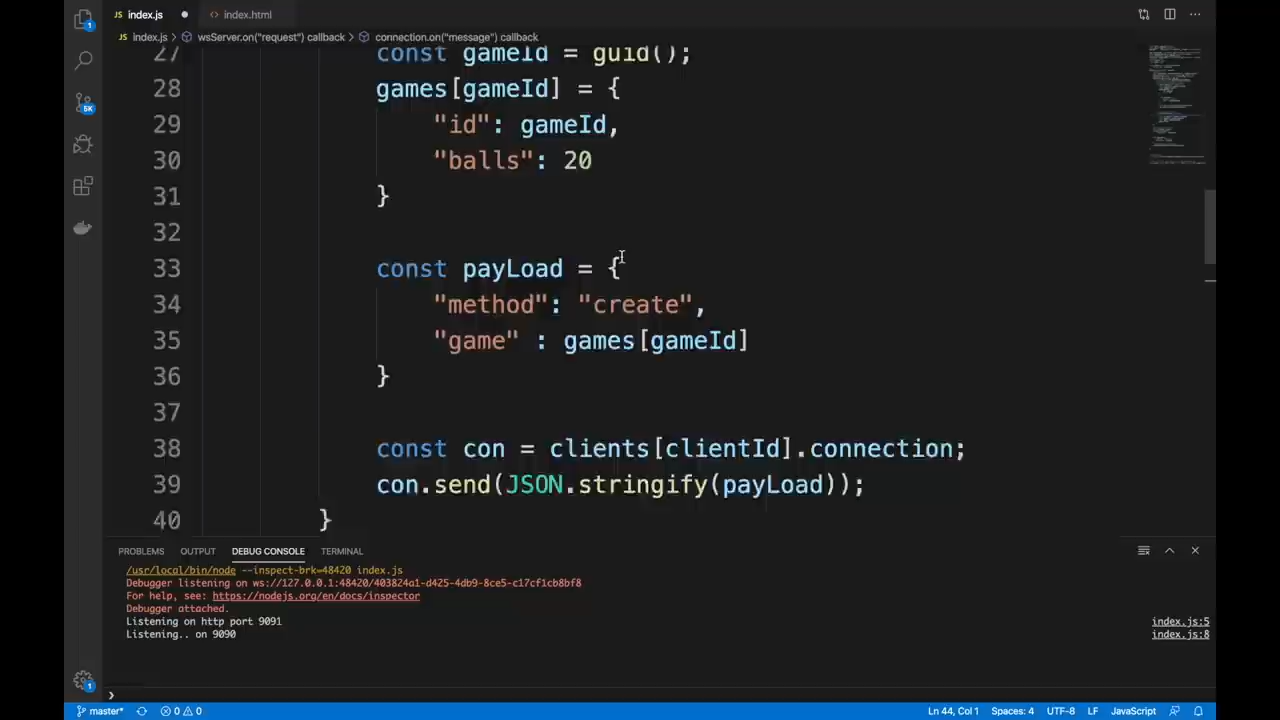 index.js
index.html
index.js > wsServer.on("request") callback > connection.on("message") callback
27 const gameId = guid();
28 games[gameId] = {
29 "id": gameId,
30 "balls": 20
31 }
32
33 const payLoad = {
34 "method": "create",
35 "game" : games[gameId]
36 }
37
38 const con = clients[clientId].connection;
39 con.send(JSON.stringify(payLoad));
40 }
PROBLEMS OUTPUT DEBUG CONSOLE TERMINAL
/usr/local/bin/node --inspect-brk=48420 index.js
Debugger listening on ws://127.0.0.1:48420/403824a1-d425-4db9-8ce5-c17cf1cb8bf8
For help, see: https://nodejs.org/en/docs/inspector
Debugger attached.
Listening on http port 9091 index.js:5
Listening.. on 9090 index.js:8
master* 0 0 Ln 44, Col 1 Spaces: 4 UTF-8 LF JavaScript
1
5K
1